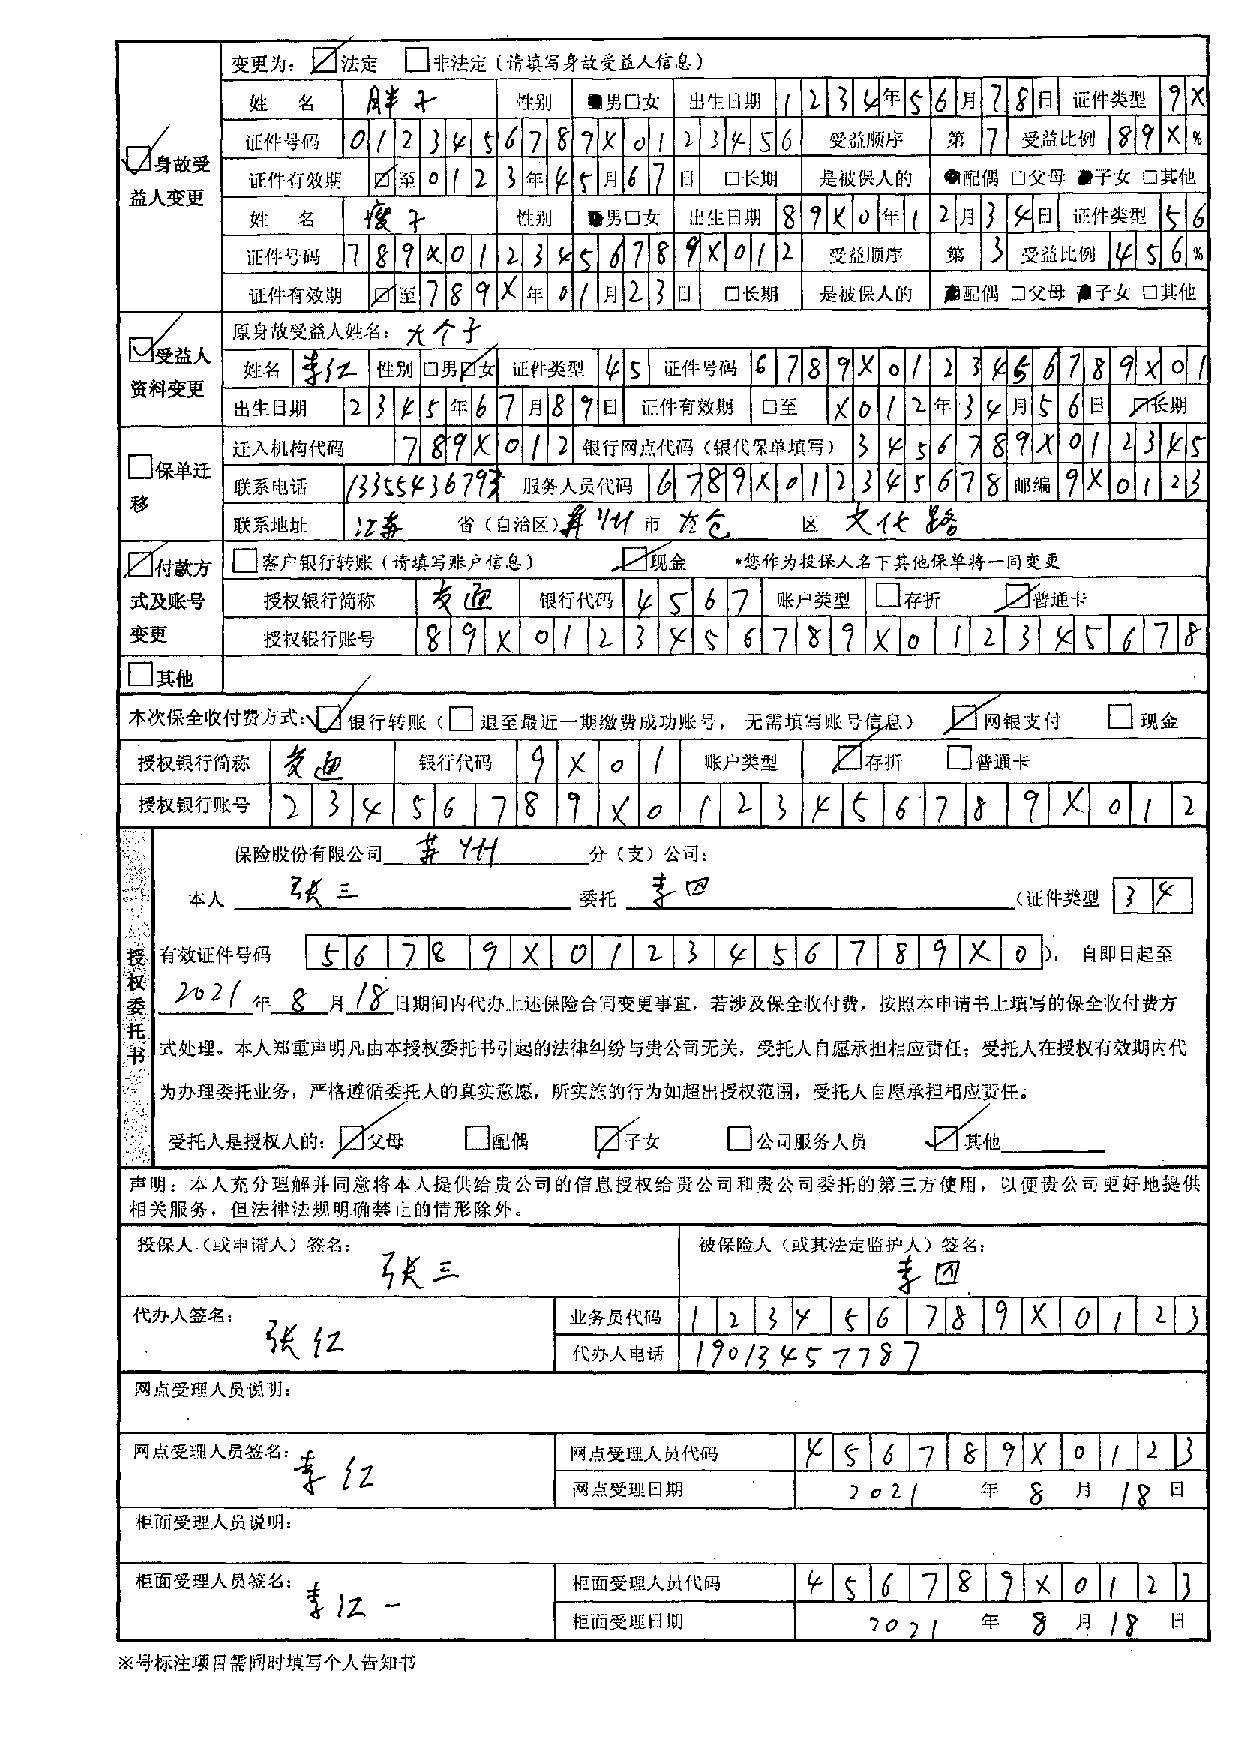 变更为： ☑法定 □非法定（请填写身故受益人信息）
☑身故受益人变更
姓 名 胖子 性别 ●男□女 出生日期 1234年56月78日 证件类型 9X
证件号码 0123456789X0123456 受益顺序 第7 受益比例 89X%
证件有效期 ☑至0123年45月67日 □长期 是被保人的 ●配偶 □父母 ●子女 □其他
姓 名 瘦子 性别 ●男□女 出生日期 89X0年12月34日 证件类型 56
证件号码 789X0123456789X012 受益顺序 第3 受益比例 456%
证件有效期 ☑至789X年01月23日 □长期 是被保人的 ●配偶 □父母 ●子女 □其他
☑受益人资料变更
原身故受益人姓名：大个子
姓名 李红 性别 □男☑女 证件类型 45 证件号码 6789X0123456789X01
出生日期 2345年67月89日 证件有效期 □至 X012年34月56日 ☑长期
□保单迁移
迁入机构代码 789X012 银行网点代码（银代保单填写）3456789X012345
联系电话 13355436793 服务人员代码 6789X012345678 邮编 9X0123
联系地址 江苏 省（自治区）苏州 市 太仓 区 文化路
☑付款方式及账号变更
□客户银行转账（请填写账户信息） ☑现金 *您作为投保人名下其他保单将一同变更
授权银行简称 交通 银行代码 4567 账户类型 □存折 ☑普通卡
授权银行账号 89X0123456789X012345678
□其他
本次保全收付费方式：☑银行转账（□退至最近一期缴费成功账号， 无需填写账号信息） ☑网银支付 □现金
授权银行简称 交通 银行代码 9X01 账户类型 ☑存折 □普通卡
授权银行账号 23456789X0123456789X012
授权委托书
保险股份有限公司 苏州 分（支）公司：
本人 张三 委托 李四 （证件类型 34
有效证件号码 56789X0123456789X0 ）， 自即日起至
2021 年 8 月 18 日期间内代办上述保险合同变更事宜，若涉及保全收付费，按照本申请书上填写的保全收付费方
式处理。本人郑重声明凡由本授权委托书引起的法律纠纷与贵公司无关，受托人自愿承担相应责任；受托人在授权有效期内代
为办理委托业务，严格遵循委托人的真实意愿，所实施的行为如超出授权范围，受托人自愿承担相应责任。
受托人是授权人的： ☑父母 □配偶 ☑子女 □公司服务人员 ☑其他
声明：本人充分理解并同意将本人提供给贵公司的信息授权给贵公司和贵公司委托的第三方使用，以便贵公司更好地提供
相关服务，但法律法规明确禁止的情形除外。
投保人（或申请人）签名： 张三 被保险人（或其法定监护人）签名： 李四
代办人签名： 张红 业务员代码 123456789X0123
代办人电话 19013457787
网点受理人员说明：
网点受理人员签名： 李红 网点受理人员代码 456789X0123
网点受理日期 2021 年 8 月 18 日
柜面受理人员说明：
柜面受理人员签名： 李红一 柜面受理人员代码 456789X0123
柜面受理日期 2021 年 8 月 18 日
※号标注项目需同时填写个人告知书